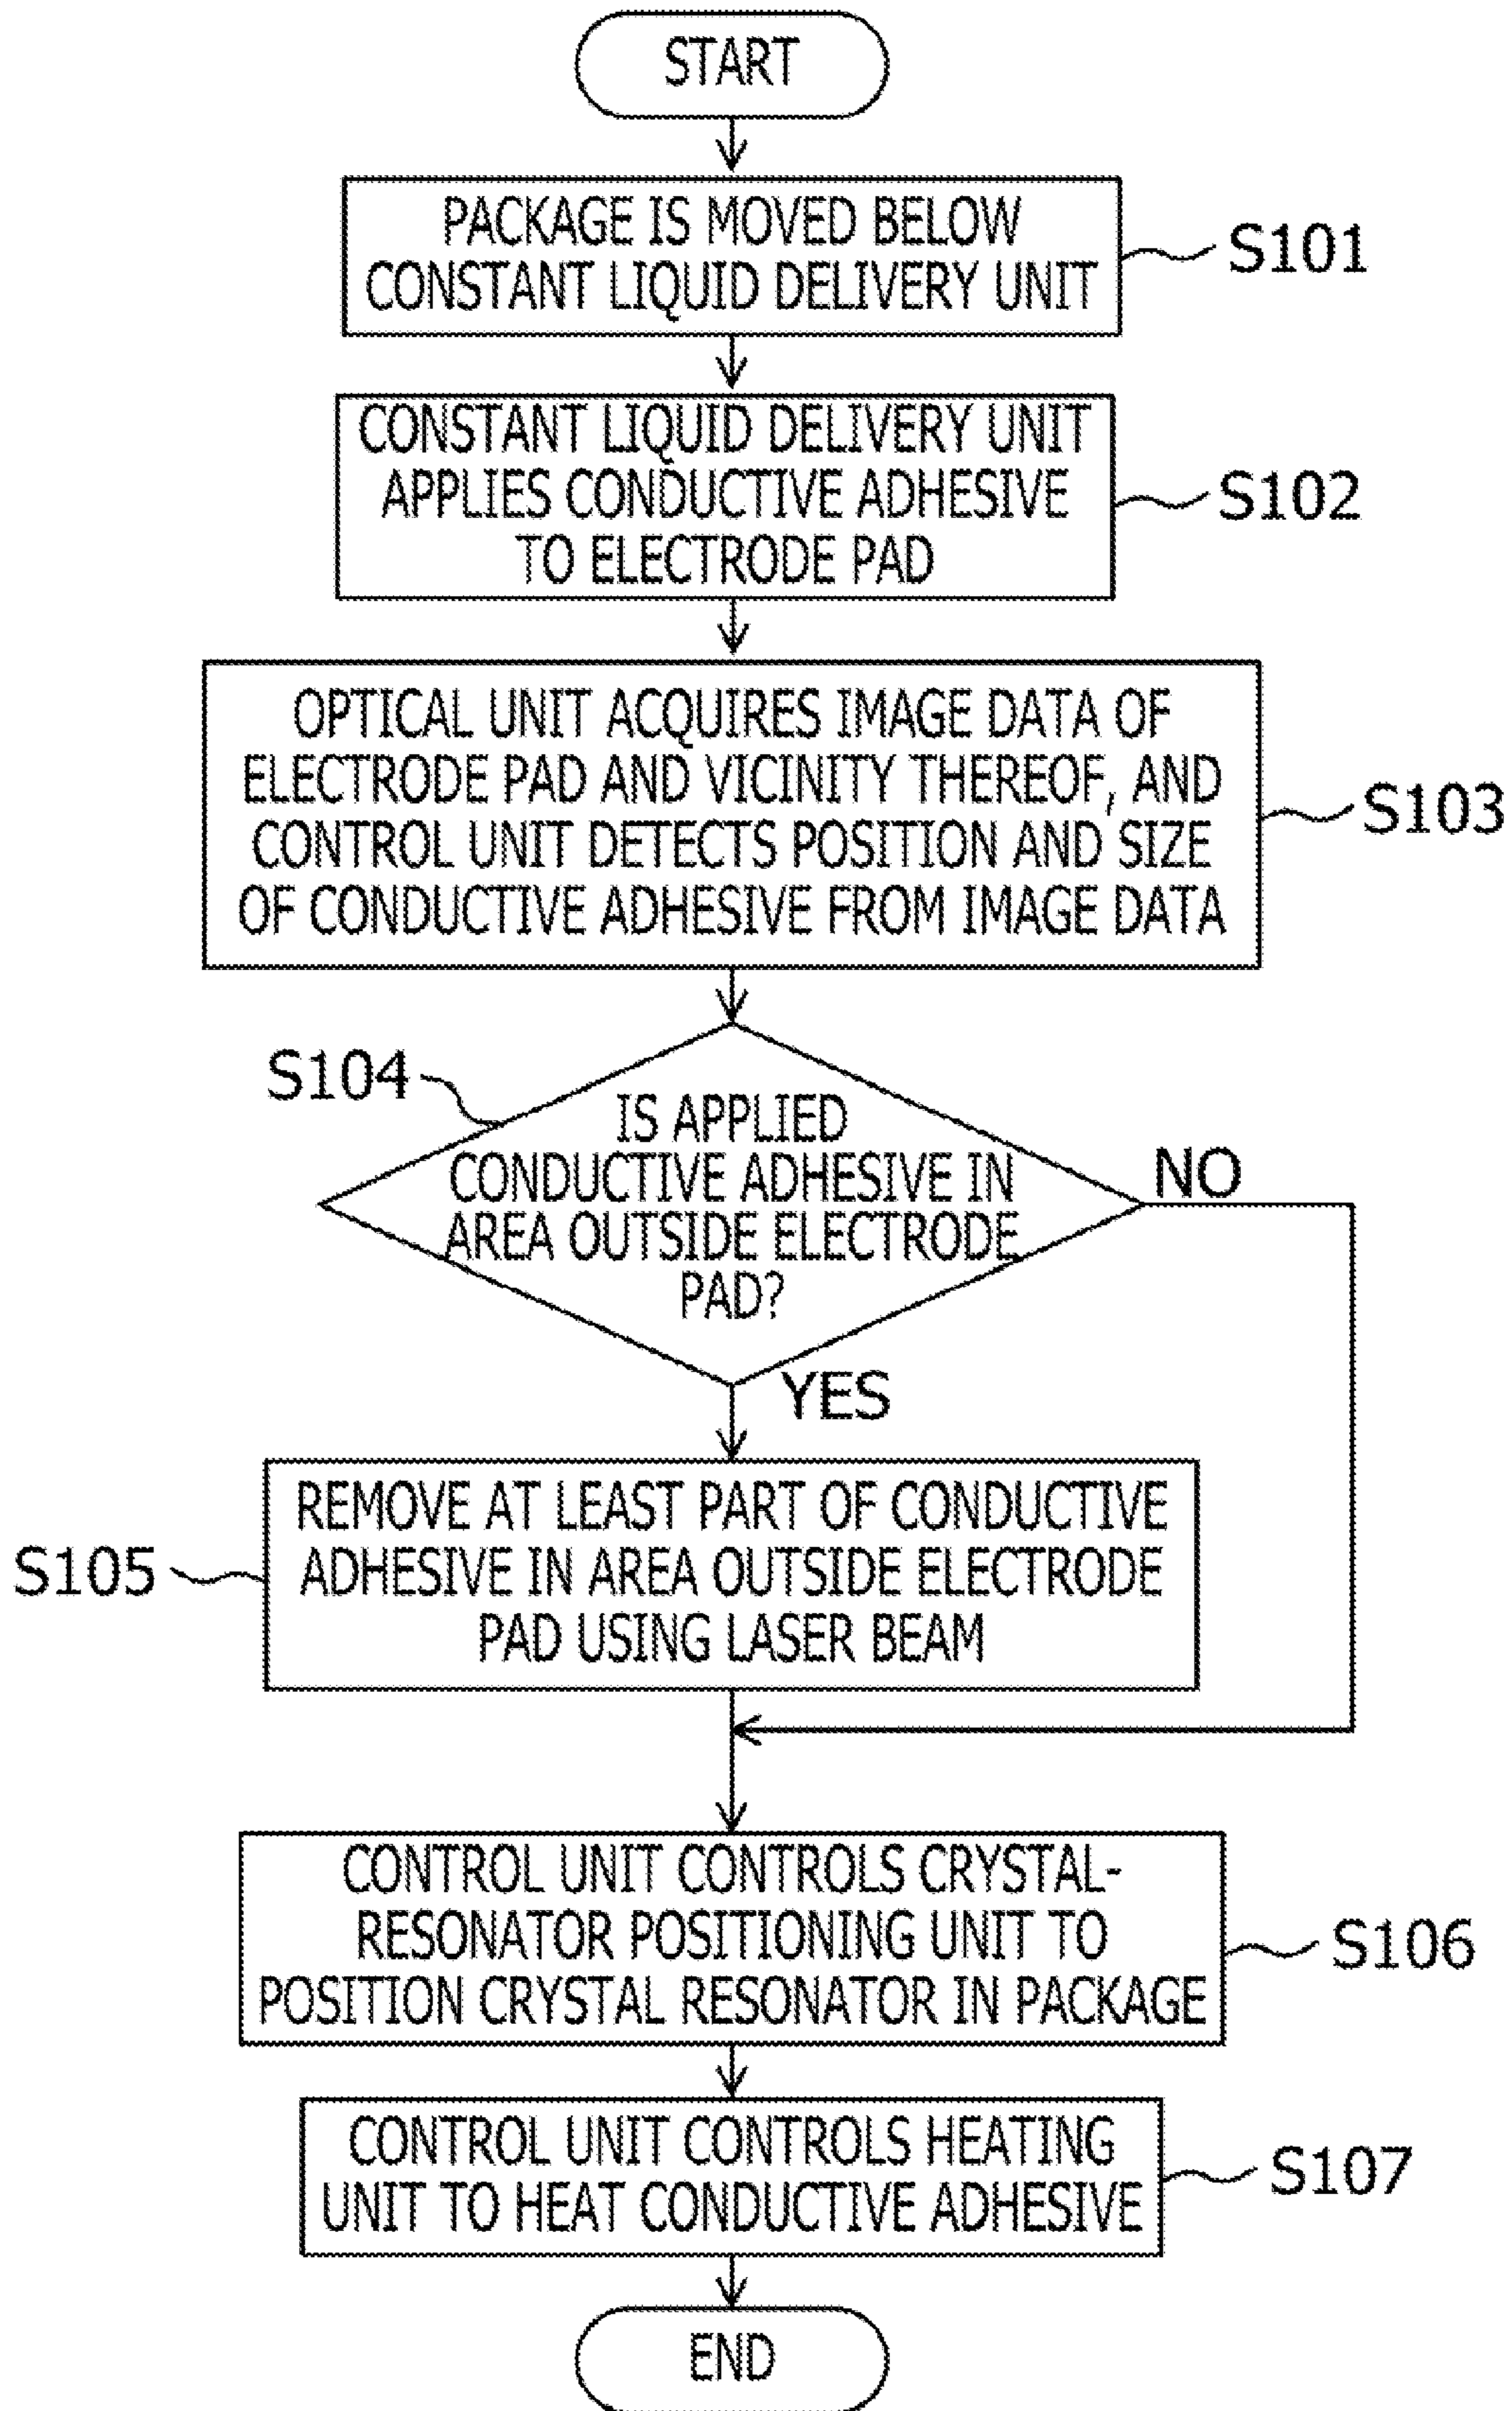 START
PACKAGE IS MOVED BELOW
CONSTANT LIQUID DELIVERY UNIT
S101
CONSTANT LIQUID DELIVERY UNIT
APPLIES CONDUCTIVE ADHESIVE
TO ELECTRODE PAD
S102
OPTICAL UNIT ACQUIRES IMAGE DATA OF
ELECTRODE PAD AND VICINITY THEREOF, AND
CONTROL UNIT DETECTS POSITION AND SIZE
OF CONDUCTIVE ADHESIVE FROM IMAGE DATA
S103
S104
IS APPLIED
CONDUCTIVE ADHESIVE IN
AREA OUTSIDE ELECTRODE
PAD?
NO
YES
REMOVE AT LEAST PART OF CONDUCTIVE
ADHESIVE IN AREA OUTSIDE ELECTRODE
PAD USING LASER BEAM
S105
CONTROL UNIT CONTROLS CRYSTAL-
RESONATOR POSITIONING UNIT TO
POSITION CRYSTAL RESONATOR IN PACKAGE
S106
CONTROL UNIT CONTROLS HEATING
UNIT TO HEAT CONDUCTIVE ADHESIVE
S107
END